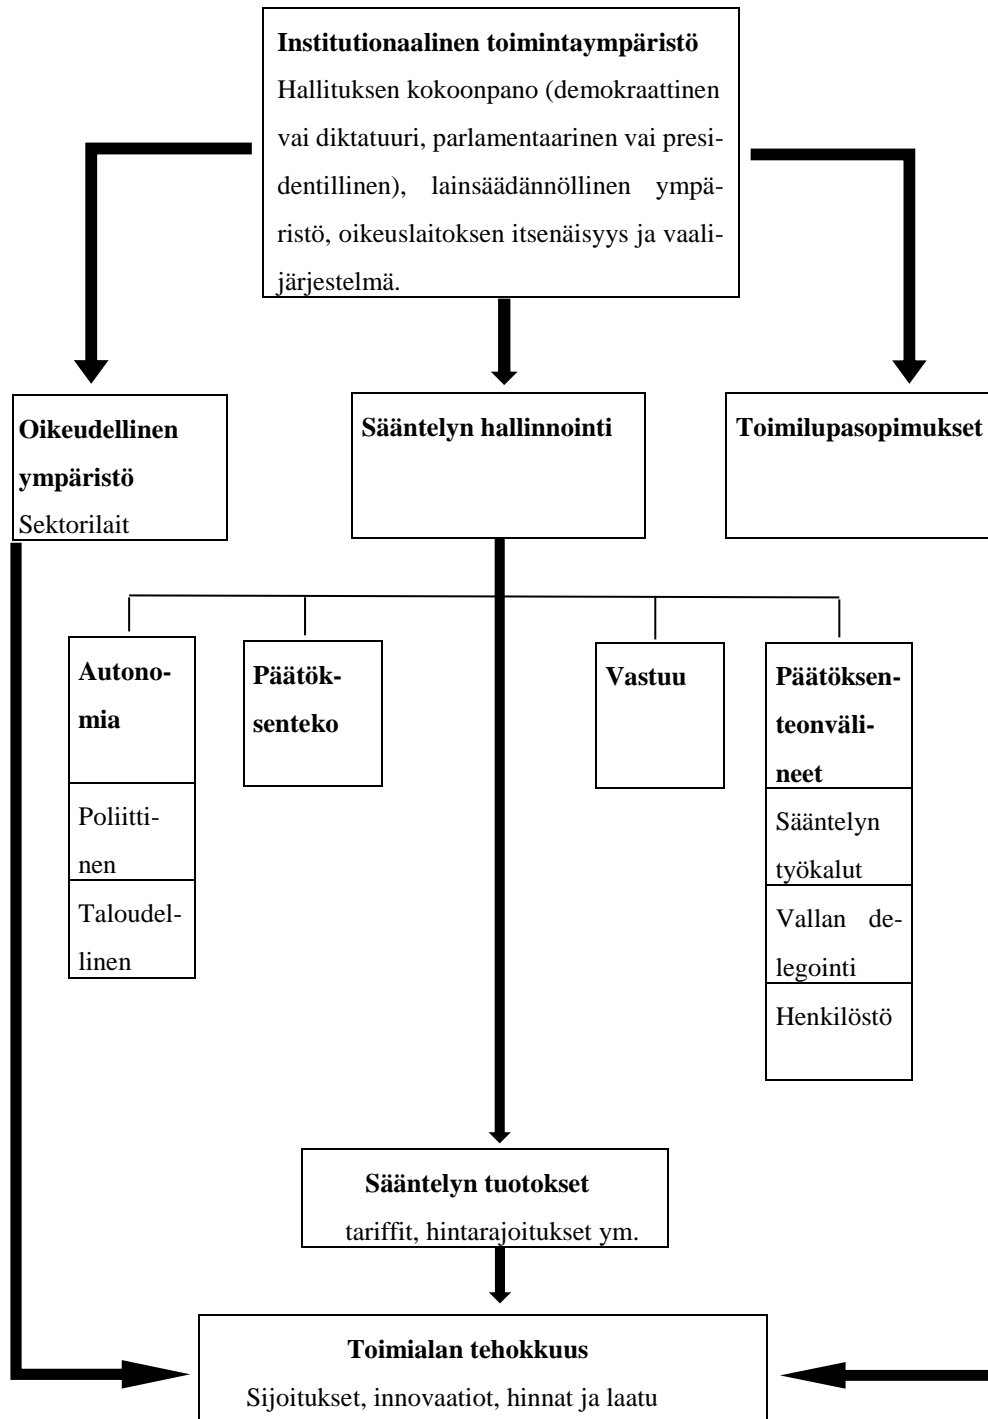 Institutionaalinen toimintaympäristö
Hallituksen kokoonpano (demokraattinen
vai diktatuuri, parlamentaarinen vai presi-
dentillinen), lainsäädännöllinen ympä-
ristö, oikeuslaitoksen itsenäisyys ja vaali-
järjestelmä.
Oikeudellinen
ympäristö
Sektorilait
Sääntelyn hallinnointi
Toimilupasopimukset
Autono-
mia
Poliitti-
nen
Taloudel-
linen
Päätök-
senteko
Vastuu
Päätöksen-
teonväli-
neet
Sääntelyn
työkalut
Vallan de-
legointi
Henkilöstö
Sääntelyn tuotokset
tariffit, hintarajoitukset ym.
Toimialan tehokkuus
Sijoitukset, innovaatiot, hinnat ja laatu